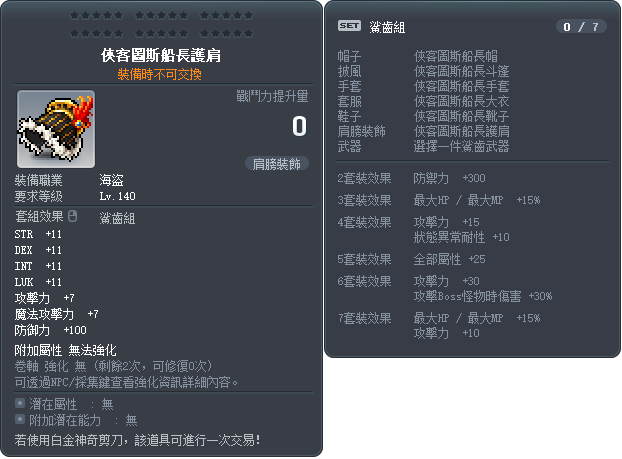 俠客圖斯船長護肩
裝備時不可交換
戰鬥力提升量
0
肩膀裝飾
裝備職業 海盜
要求等級 Lv.140
套組效果 鯊齒組
STR +11
DEX +11
INT +11
LUK +11
攻擊力 +7
魔法攻擊力 +7
防禦力 +100
附加屬性 無法強化
卷軸 強化 無 (剩餘2次，可修復0次)
可透過NPC/採集鍵查看強化資訊詳細內容。
潛在屬性 : 無
附加潛在能力 : 無
若使用白金神奇剪刀，該道具可進行一次交易!
SET 鯊齒組 0 / 7
帽子 俠客圖斯船長帽
披風 俠客圖斯船長斗篷
手套 俠客圖斯船長手套
套服 俠客圖斯船長大衣
鞋子 俠客圖斯船長靴子
肩膀裝飾 俠客圖斯船長護肩
武器 選擇一件鯊齒武器
2套裝效果 防禦力 +300
3套裝效果 最大HP / 最大MP +15%
4套裝效果 攻擊力 +15
狀態異常耐性 +10
5套裝效果 全部屬性 +25
6套裝效果 攻擊力 +30
攻擊Boss怪物時傷害 +30%
7套裝效果 最大HP / 最大MP +15%
攻擊力 +10